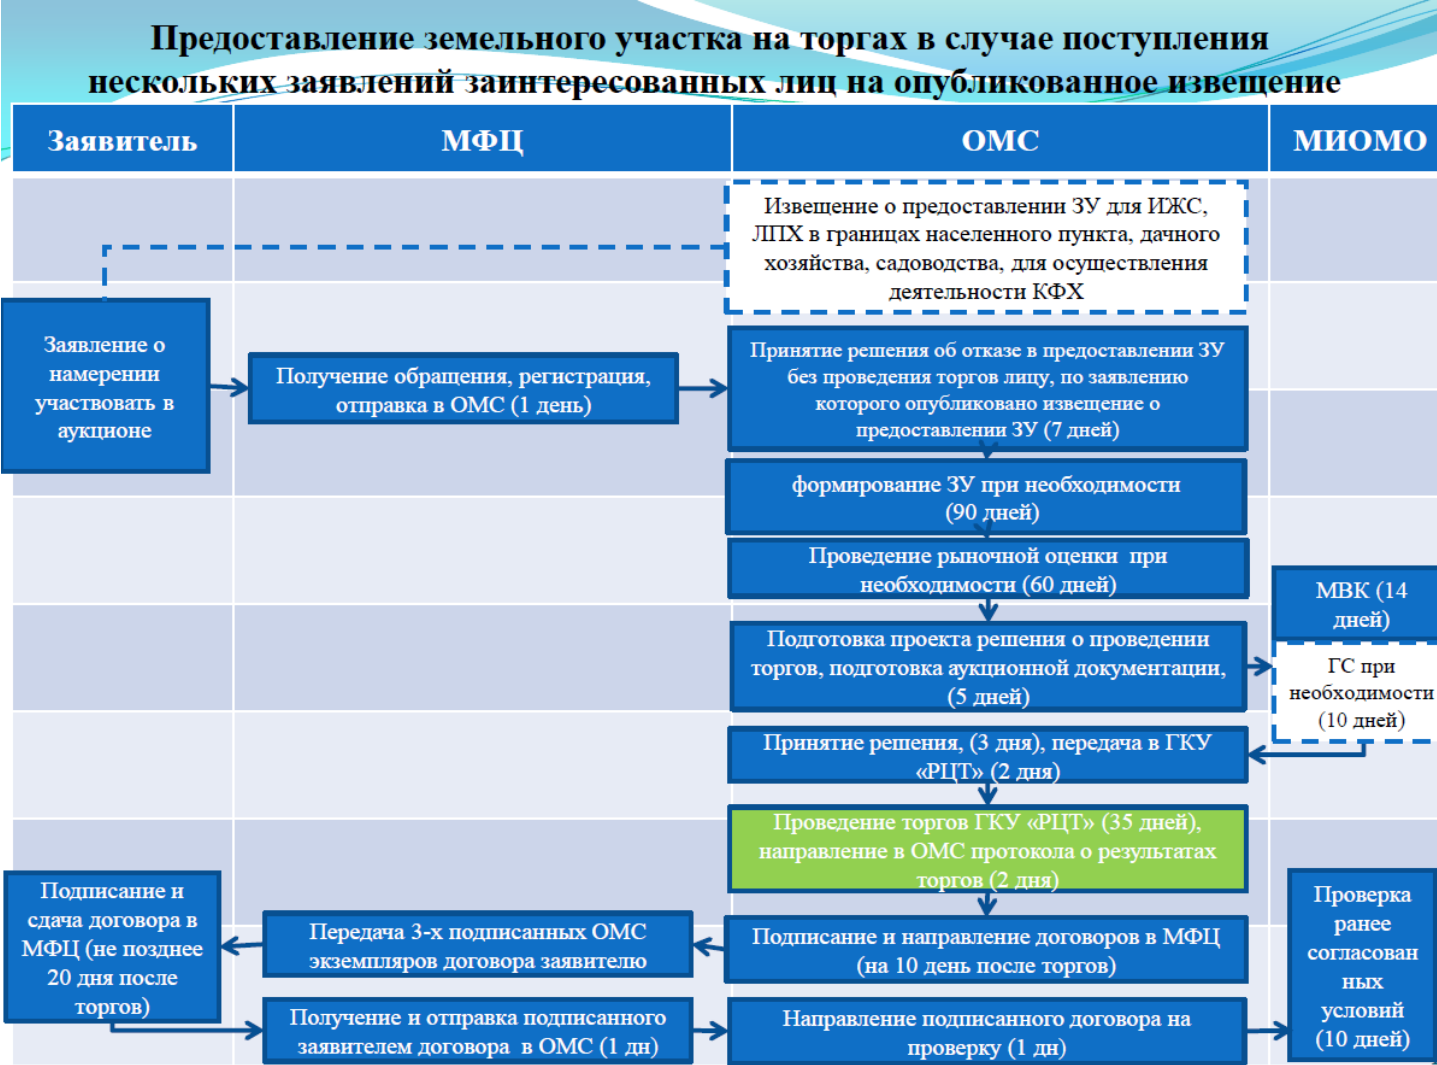 Предоставление земельного участка на торгах в случае поступления
нескольких заявлений заинтересованных лиц на опубликованное извещение
Заявитель
МФЦ
ОМС
МИОМО
Извещение о предоставлении ЗУ для ИЖС,
ЛПХ в границах населенного пункта, дачного
хозяйства, садоводства, для осуществления
деятельности КФХ
Заявление о
намерении
участвовать в
аукционе
Получение обращения, регистрация,
отправка в ОМС (1 день)
Принятие решения об отказе в предоставлении ЗУ
без проведения торгов лицу, по заявлению
которого опубликовано извещение о
предоставлении ЗУ (7 дней)
формирование ЗУ при необходимости
(90 дней)
Проведение рыночной оценки при
необходимости (60 дней)
МВК (14
дней)
Подготовка проекта решения о проведении
торгов, подготовка аукционной документации,
(5 дней)
ГС при
необходимости
(10 дней)
Принятие решения, (3 дня), передача в ГКУ
«РЦТ» (2 дня)
Проведение торгов ГКУ «РЦТ» (35 дней),
направление в ОМС протокола о результатах
торгов (2 дня)
Подписание и
сдача договора в
МФЦ (не позднее
20 дня после
торгов)
Передача 3-х подписанных ОМС
экземпляров договора заявителю
Подписание и направление договоров в МФЦ
(на 10 день после торгов)
Проверка
ранее
согласован
ных
условий
(10 дней)
Получение и отправка подписанного
заявителем договора в ОМС (1 дн)
Направление подписанного договора на
проверку (1 дн)